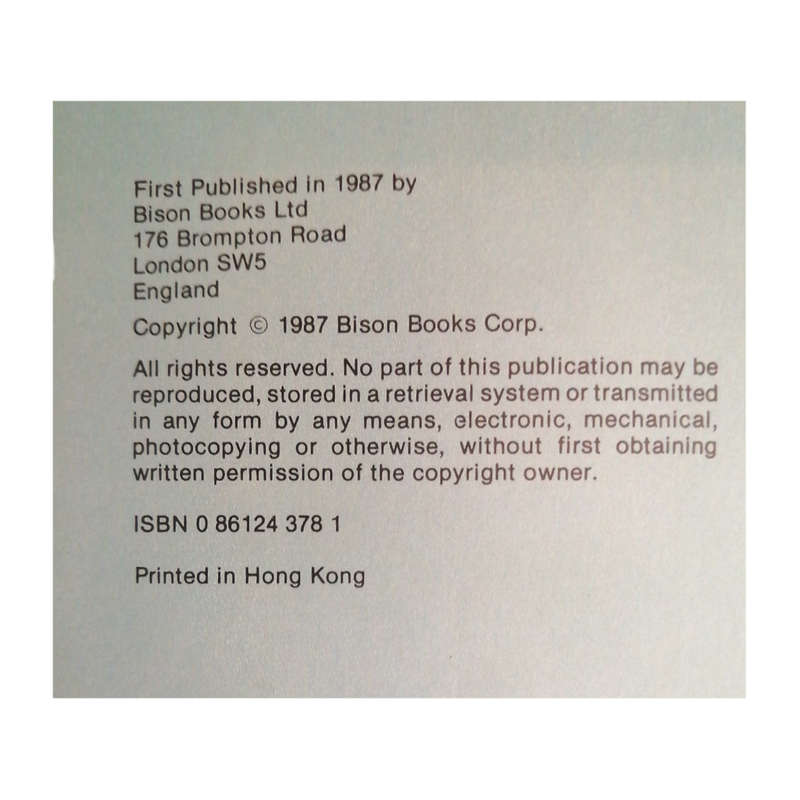 First Published in 1987 by
Bison Books Ltd
176 Brompton Road
London SW5
England
Copyright © 1987 Bison Books Corp.
All rights reserved. No part of this publication may be
reproduced, stored in a retrieval system or transmitted
in any form by any means, electronic, mechanical,
photocopying or otherwise, without first obtaining
written permission of the copyright owner.
ISBN 0 86124 378 1
Printed in Hong Kong